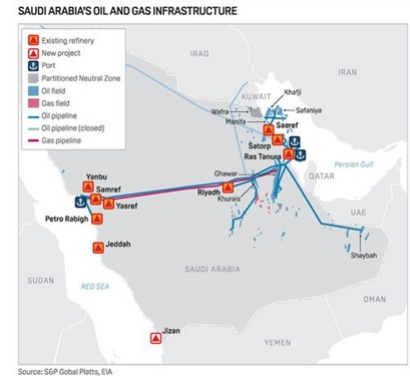 SAUDI ARABIA'S OIL AND GAS INFRASTRUCTURE
Existing refinery
New project
Port
Partitioned Neutral Zone
Oil field
Gas field
Oil pipeline
Oil pipeline (closed)
Gas pipeline
IRAQ
IRAN
KUWAIT
Khafji
Wafra
Safaniya
Manifa
Sasref
Satorp
Ras Tanura
Persian Gulf
Ghawar
QATAR
Yanbu
Samref
Riyadh
Khurais
Yasref
UAE
Petro Rabigh
Jeddah
Shaybah
SAUDI ARABIA
SUDAN
RED SEA
OMAN
Jizan
YEMEN
Source: S&P Gobal Platts, EIA